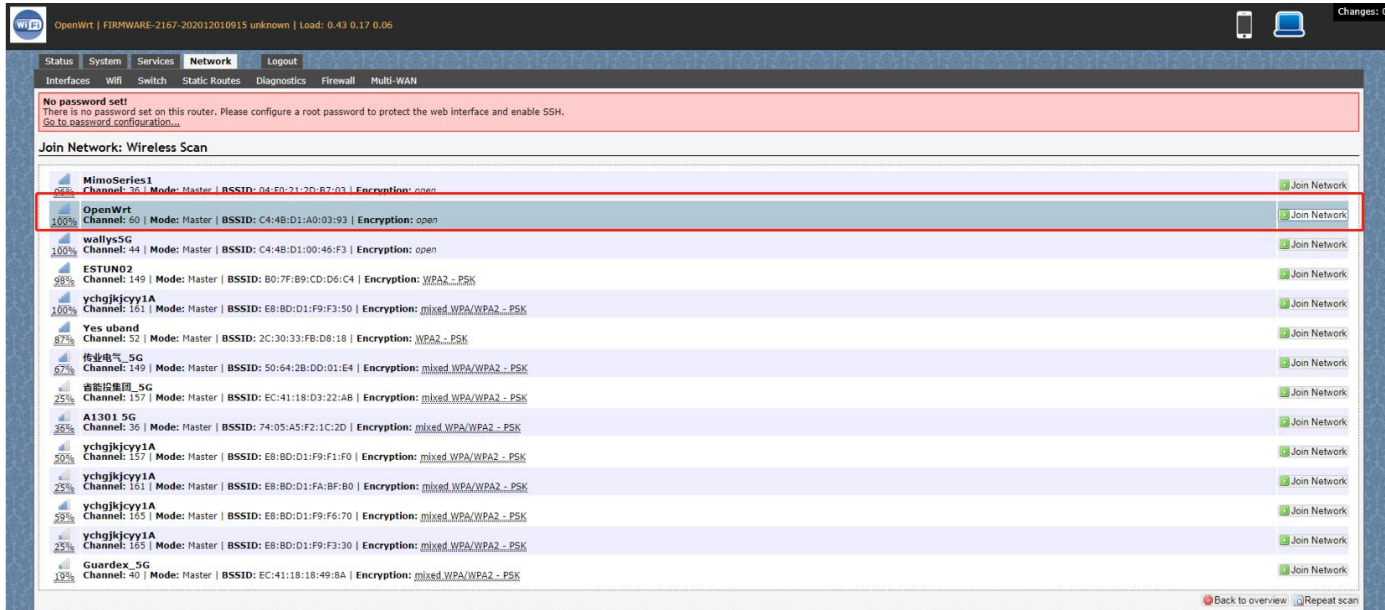 WiFi
OpenWrt | FIRMWARE-2167-202012010915 unknown | Load: 0.43 0.17 0.06
Changes: 0
Status System Services Network Logout
Interfaces Wifi Switch Static Routes Diagnostics Firewall Multi-WAN
No password set!
There is no password set on this router. Please configure a root password to protect the web interface and enable SSH.
Go to password configuration...
Join Network: Wireless Scan
MimoSeries1
96% Channel: 36 | Mode: Master | BSSID: 04:F0:21:2D:B7:03 | Encryption: open
Join Network
OpenWrt
100% Channel: 60 | Mode: Master | BSSID: C4:4B:D1:A0:03:93 | Encryption: open
Join Network
wallys5G
100% Channel: 44 | Mode: Master | BSSID: C4:4B:D1:00:46:F3 | Encryption: open
Join Network
ESTUN02
98% Channel: 149 | Mode: Master | BSSID: B0:7F:B9:CD:D6:C4 | Encryption: WPA2 - PSK
Join Network
ychgjkjcyy1A
100% Channel: 161 | Mode: Master | BSSID: E8:BD:D1:F9:F3:50 | Encryption: mixed WPA/WPA2 - PSK
Join Network
Yes uband
87% Channel: 52 | Mode: Master | BSSID: 2C:30:33:FB:D8:18 | Encryption: WPA2 - PSK
Join Network
传业电气_5G
67% Channel: 149 | Mode: Master | BSSID: 50:64:2B:DD:01:E4 | Encryption: mixed WPA/WPA2 - PSK
Join Network
省能投集团_5G
25% Channel: 157 | Mode: Master | BSSID: EC:41:18:D3:22:AB | Encryption: mixed WPA/WPA2 - PSK
Join Network
A1301 5G
36% Channel: 36 | Mode: Master | BSSID: 74:05:A5:F2:1C:2D | Encryption: mixed WPA/WPA2 - PSK
Join Network
ychgjkjcyy1A
50% Channel: 157 | Mode: Master | BSSID: E8:BD:D1:F9:F1:F0 | Encryption: mixed WPA/WPA2 - PSK
Join Network
ychgjkjcyy1A
25% Channel: 161 | Mode: Master | BSSID: E8:BD:D1:FA:BF:B0 | Encryption: mixed WPA/WPA2 - PSK
Join Network
ychgjkjcyy1A
59% Channel: 165 | Mode: Master | BSSID: E8:BD:D1:F9:F6:70 | Encryption: mixed WPA/WPA2 - PSK
Join Network
ychgjkjcyy1A
25% Channel: 165 | Mode: Master | BSSID: E8:BD:D1:F9:F3:30 | Encryption: mixed WPA/WPA2 - PSK
Join Network
Guardex_5G
19% Channel: 40 | Mode: Master | BSSID: EC:41:18:18:49:8A | Encryption: mixed WPA/WPA2 - PSK
Join Network
Back to overview Repeat scan